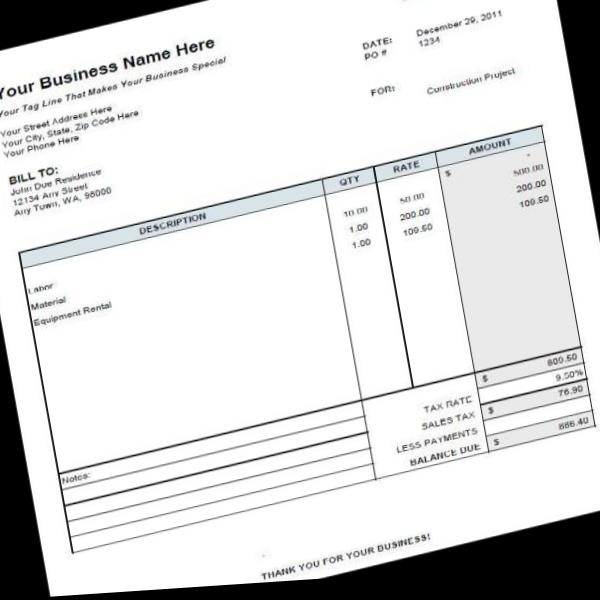 Your Business Name Here
Your Tag Line That Makes Your Business Special
Your Street Address Here
Your City, State, Zip Code Here
Your Phone Here
DATE: December 29, 2011
PO # 1234
FOR: Construction Project
BILL TO:
John Due Residence
12134 Any Street
Any Town, WA, 98000
DESCRIPTION QTY RATE AMOUNT
$ -
Labor 10.00 50.00 500.00
Material 1.00 200.00 200.00
Equipment Rental 1.00 109.50 109.50
$ 809.50
TAX RATE 9.50%
SALES TAX $ 76.90
LESS PAYMENTS
BALANCE DUE $ 886.40
Notes:
THANK YOU FOR YOUR BUSINESS!